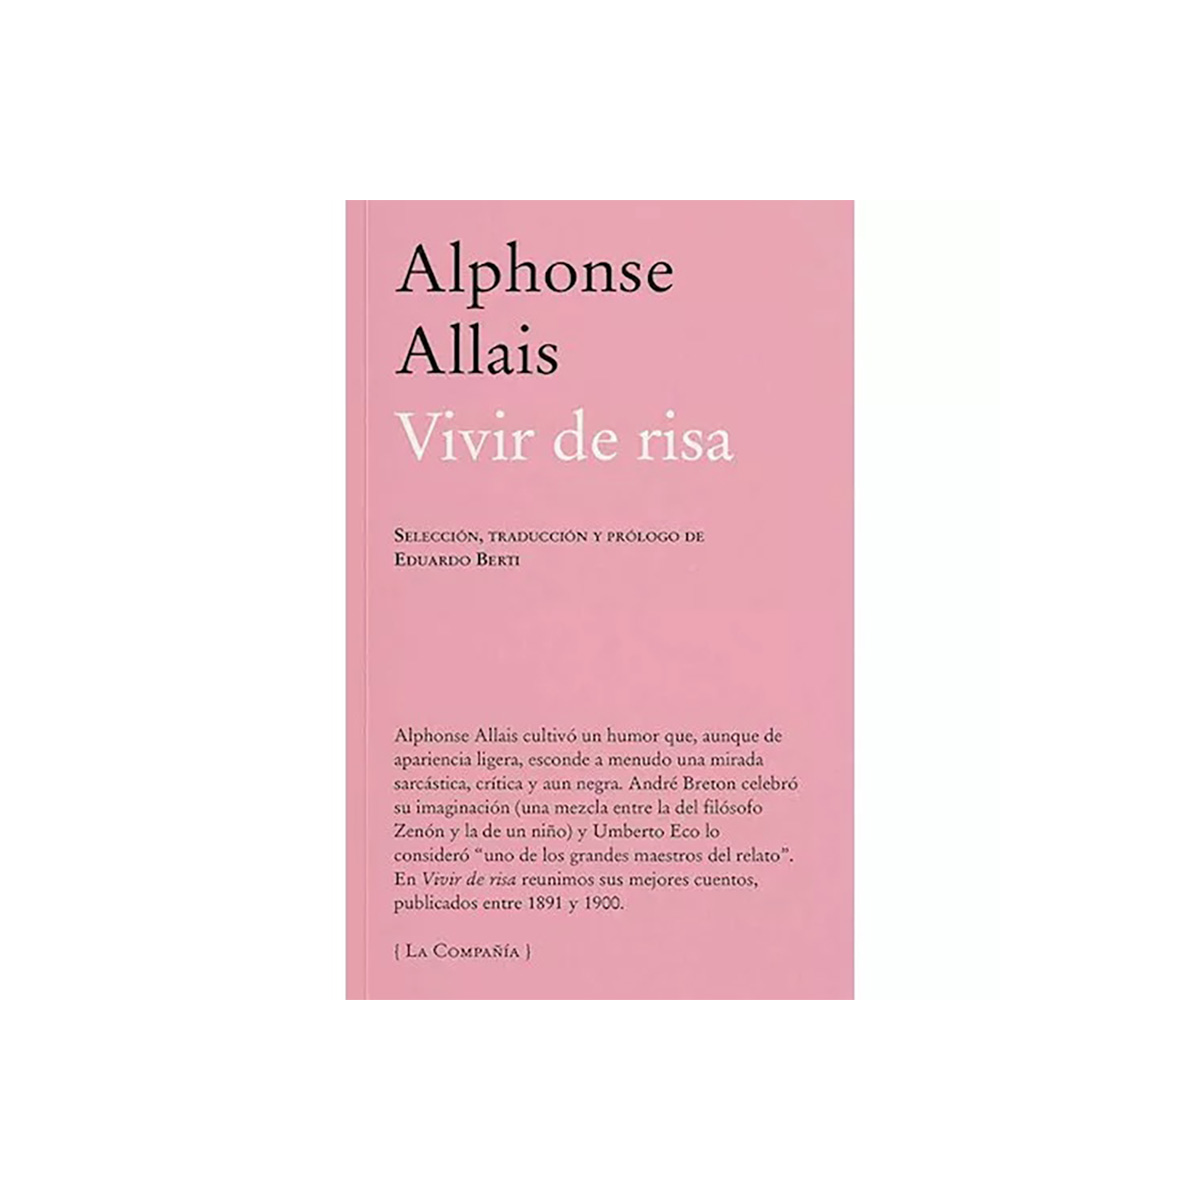 Alphonse
Allais
Vivir de risa
Selección, traducción y prólogo de
Eduardo Berti
Alphonse Allais cultivó un humor que, aunque de
apariencia ligera, esconde a menudo una mirada
sarcástica, crítica y aun negra. André Breton celebró
su imaginación (una mezcla entre la del filósofo
Zenón y la de un niño) y Umberto Eco lo
consideró “uno de los grandes maestros del relato”.
En Vivir de risa reunimos sus mejores cuentos,
publicados entre 1891 y 1900.
{ La Compañía }